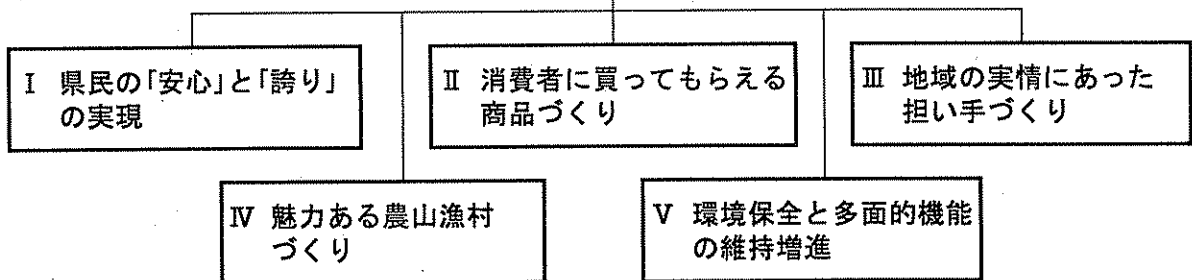 Ⅰ 県民の「安心」と「誇り」
の実現
Ⅱ 消費者に買ってもらえる
商品づくり
Ⅲ 地域の実情にあった
担い手づくり
Ⅳ 魅力ある農山漁村
づくり
Ⅴ 環境保全と多面的機能
の維持増進